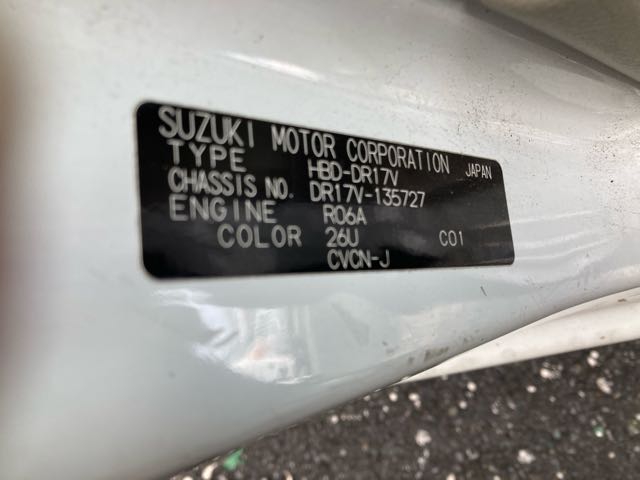 SUZUKI MOTOR CORPORATION JAPAN
TYPE HBD-DR17V
CHASSIS NO. DR17V-135727
ENGINE R06A
COLOR 26U C01
CVCN-J